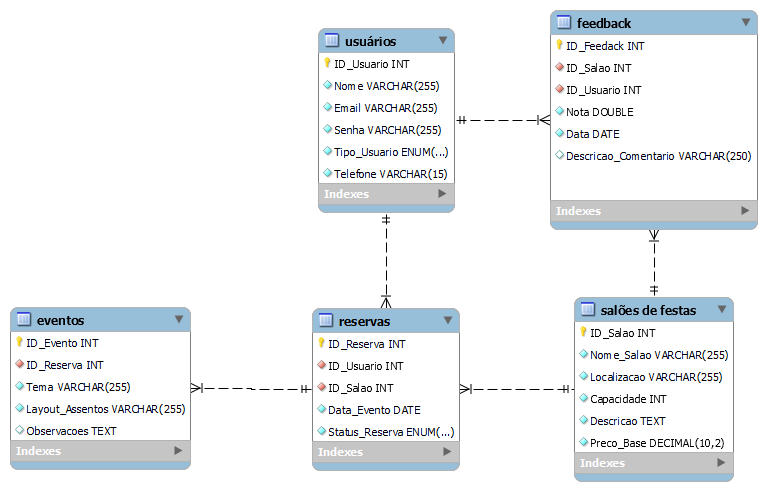 usuários
ID_Usuario INT
Nome VARCHAR(255)
Email VARCHAR(255)
Senha VARCHAR(255)
Tipo_Usuario ENUM(...)
Telefone VARCHAR(15)
Indexes
feedback
ID_Feedack INT
ID_Salao INT
ID_Usuario INT
Nota DOUBLE
Data DATE
Descricao_Comentario VARCHAR(250)
Indexes
eventos
ID_Evento INT
ID_Reserva INT
Tema VARCHAR(255)
Layout_Assentos VARCHAR(255)
Observacoes TEXT
Indexes
reservas
ID_Reserva INT
ID_Usuario INT
ID_Salao INT
Data_Evento DATE
Status_Reserva ENUM(...)
Indexes
salões de festas
ID_Salao INT
Nome_Salao VARCHAR(255)
Localizacao VARCHAR(255)
Capacidade INT
Descricao TEXT
Preco_Base DECIMAL(10,2)
Indexes